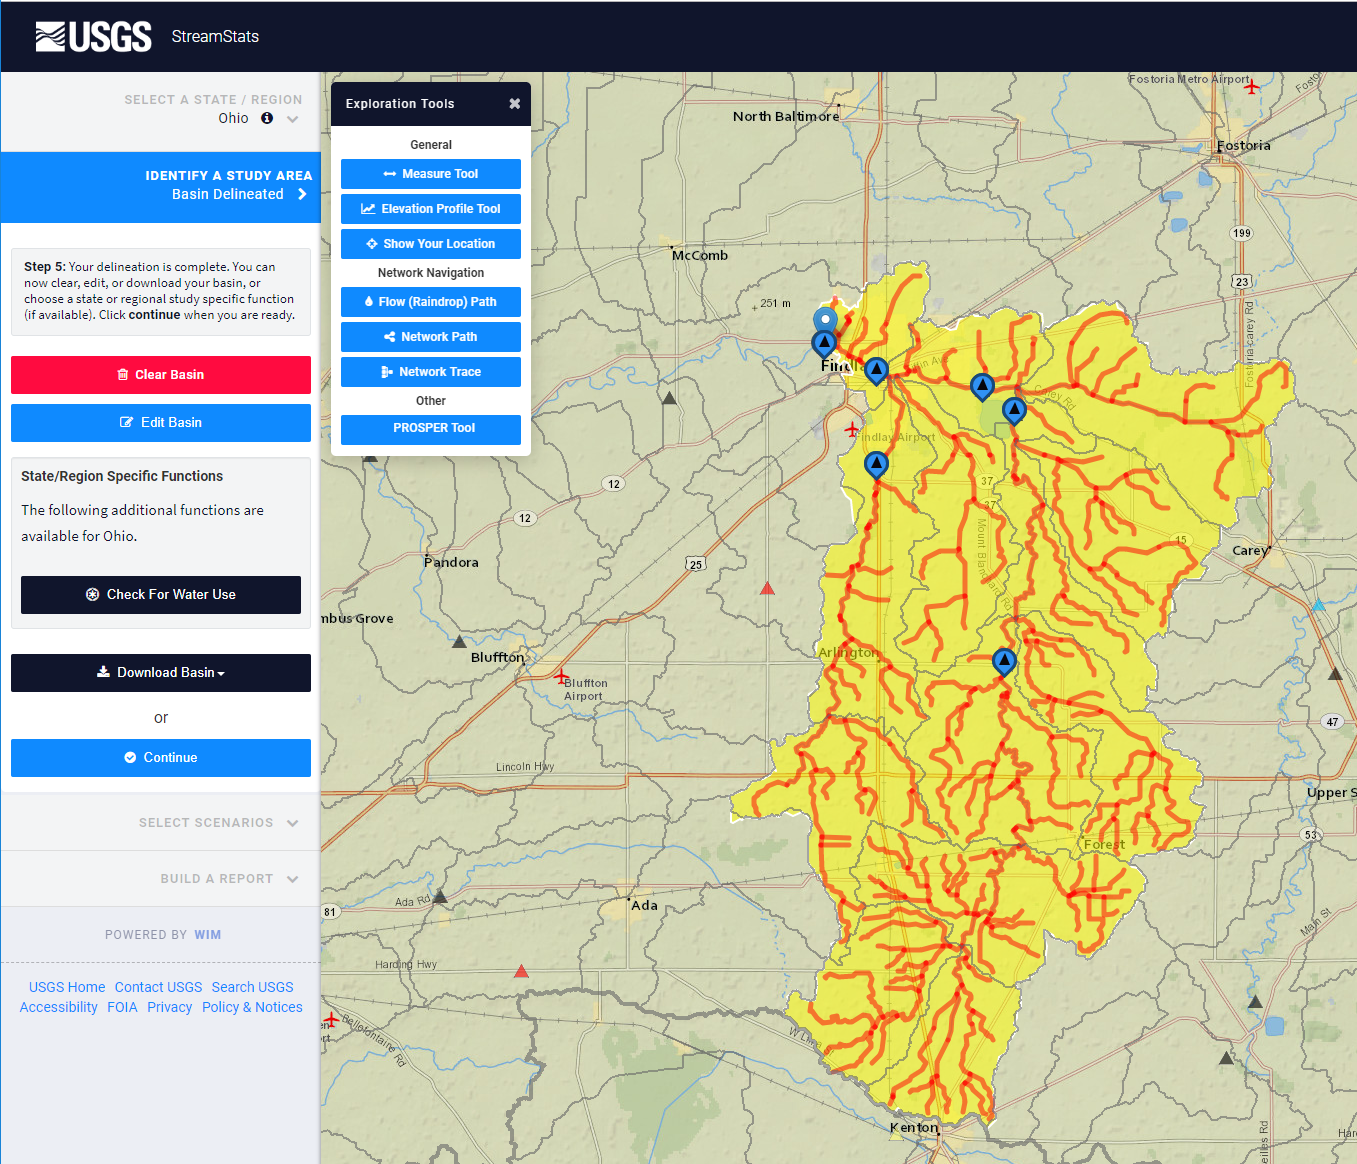 USGS
StreamStats
SELECT A STATE / REGION
Ohio
IDENTIFY A STUDY AREA
Basin Delineated
Step 5: Your delineation is complete. You can
now clear, edit, or download your basin, or
choose a state or regional study specific function
(if available). Click continue when you are ready.
Clear Basin
Edit Basin
State/Region Specific Functions
The following additional functions are
available for Ohio.
Check For Water Use
Download Basin
or
Continue
SELECT SCENARIOS
BUILD A REPORT
POWERED BY WIM
USGS Home Contact USGS Search USGS
Accessibility FOIA Privacy Policy & Notices
Exploration Tools
General
Measure Tool
Elevation Profile Tool
Show Your Location
Network Navigation
Flow (Raindrop) Path
Network Path
Network Trace
Other
PROSPER Tool
Fostoria Metro Airport
North Baltimore
Fostoria
199
McComb
23
251 m
Fostoria-carey Rd
Carey Rd
Findlay Airport
12
37
12
37
Mount Blanchard Rd
15
25
Carey
Pandora
mbus Grove
Arlington
Bluffton
Bluffton
Airport
47
Lincoln Hwy
Upper S
53
Forest
Ada Rd
81
Ada
Main St
Harding Hwy
Bellefontaine Rd
W Lima
Kenton